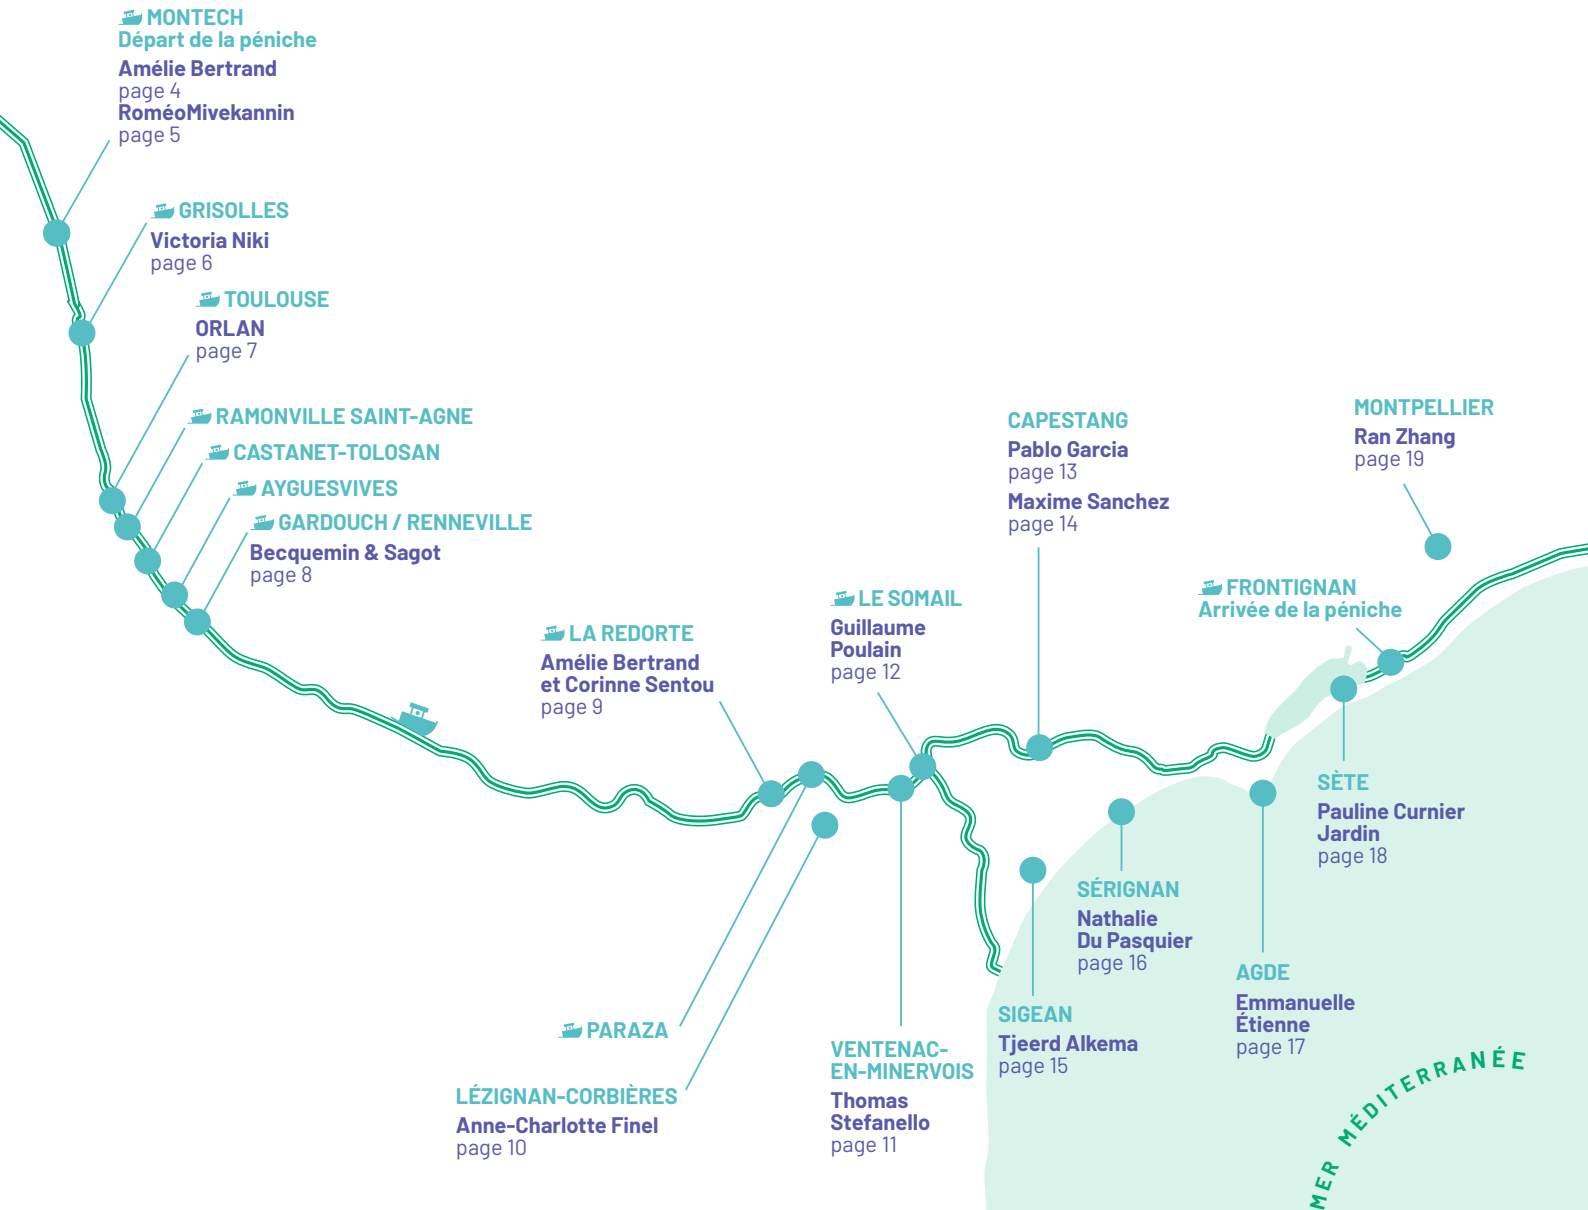 MONTECH
Départ de la péniche
Amélie Bertrand
page 4
RoméoMivekannin
page 5
GRISOLLES
Victoria Niki
page 6
TOULOUSE
ORLAN
page 7
RAMONVILLE SAINT-AGNE
CASTANET-TOLOSAN
AYGUESVIVES
GARDOUCH / RENNEVILLE
Becquemin & Sagot
page 8
LA REDORTE
Amélie Bertrand
et Corinne Sentou
page 9
PARAZA
LÉZIGNAN-CORBIÈRES
Anne-Charlotte Finel
page 10
VENTENAC-
EN-MINERVOIS
Thomas
Stefanello
page 11
LE SOMAIL
Guillaume
Poulain
page 12
CAPESTANG
Pablo Garcia
page 13
Maxime Sanchez
page 14
SIGEAN
Tjeerd Alkema
page 15
SÉRIGNAN
Nathalie
Du Pasquier
page 16
AGDE
Emmanuelle
Étienne
page 17
SÈTE
Pauline Curnier
Jardin
page 18
FRONTIGNAN
Arrivée de la péniche
MONTPELLIER
Ran Zhang
page 19
MER MÉDITERRANÉE